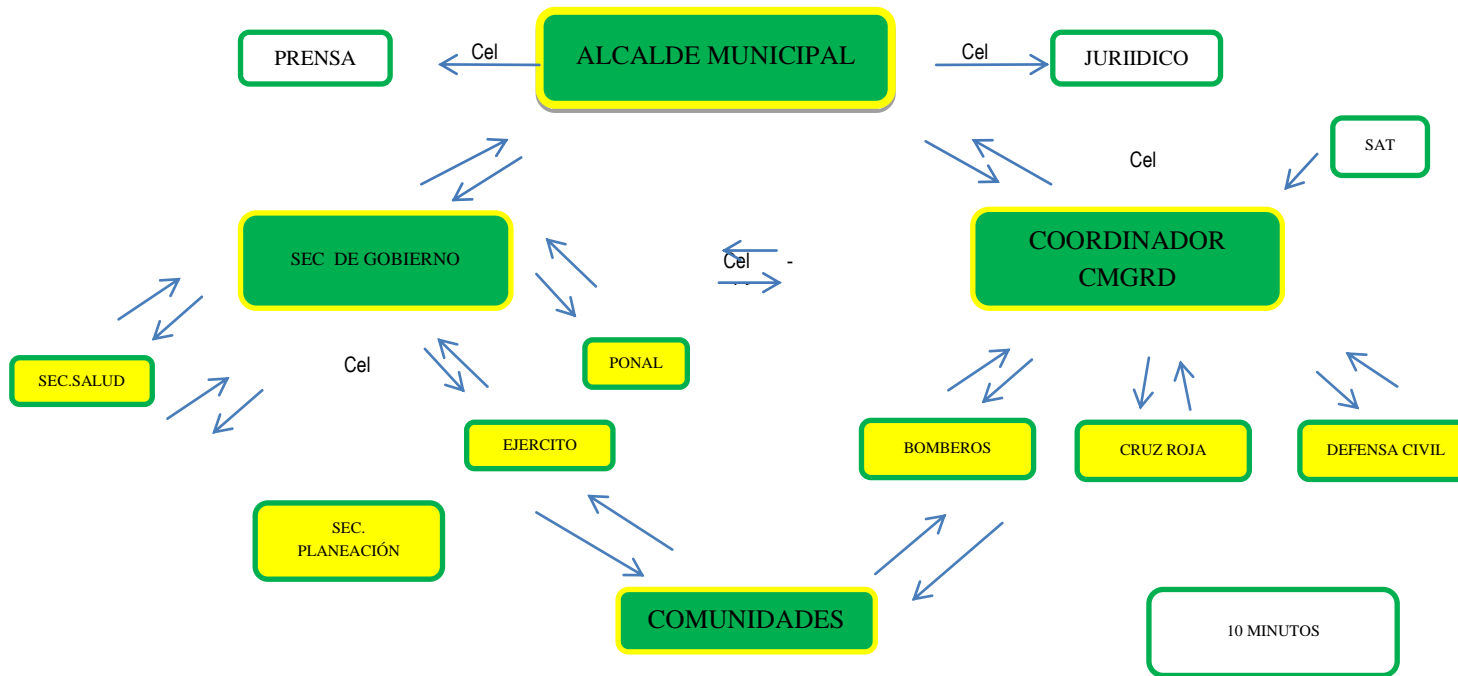 PRENSA
Cel
ALCALDE MUNICIPAL
Cel
JURIIDICO
SAT
Cel
SEC DE GOBIERNO
Cel -
COORDINADOR
CMGRD
SEC.SALUD
Cel
PONAL
EJERCITO
BOMBEROS
CRUZ ROJA
DEFENSA CIVIL
SEC.
PLANEACIÓN
COMUNIDADES
10 MINUTOS